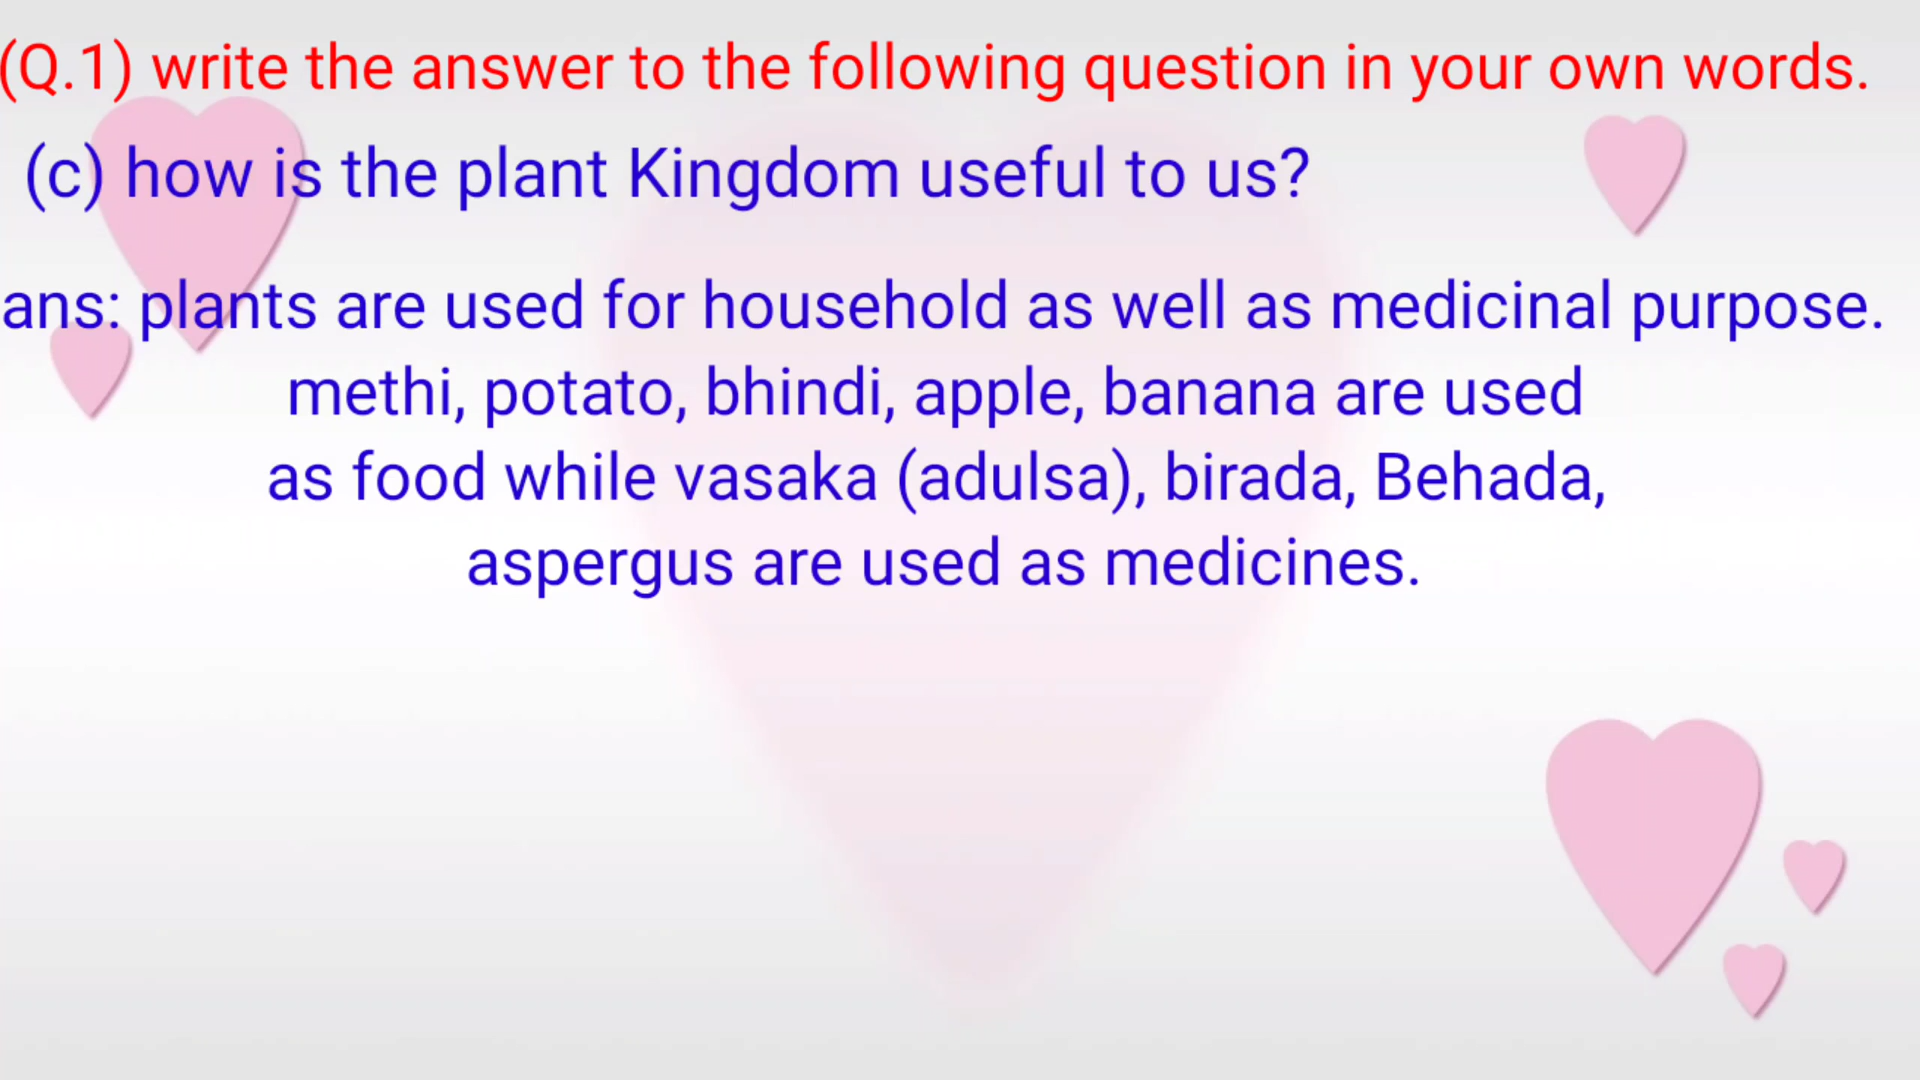 (Q.1) write the answer to the following question in your own words.
(c) how is the plant Kingdom useful to us?
ans: plants are used for household as well as medicinal purpose.
methi, potato, bhindi, apple, banana are used
as food while vasaka (adulsa), birada, Behada,
aspergus are used as medicines.